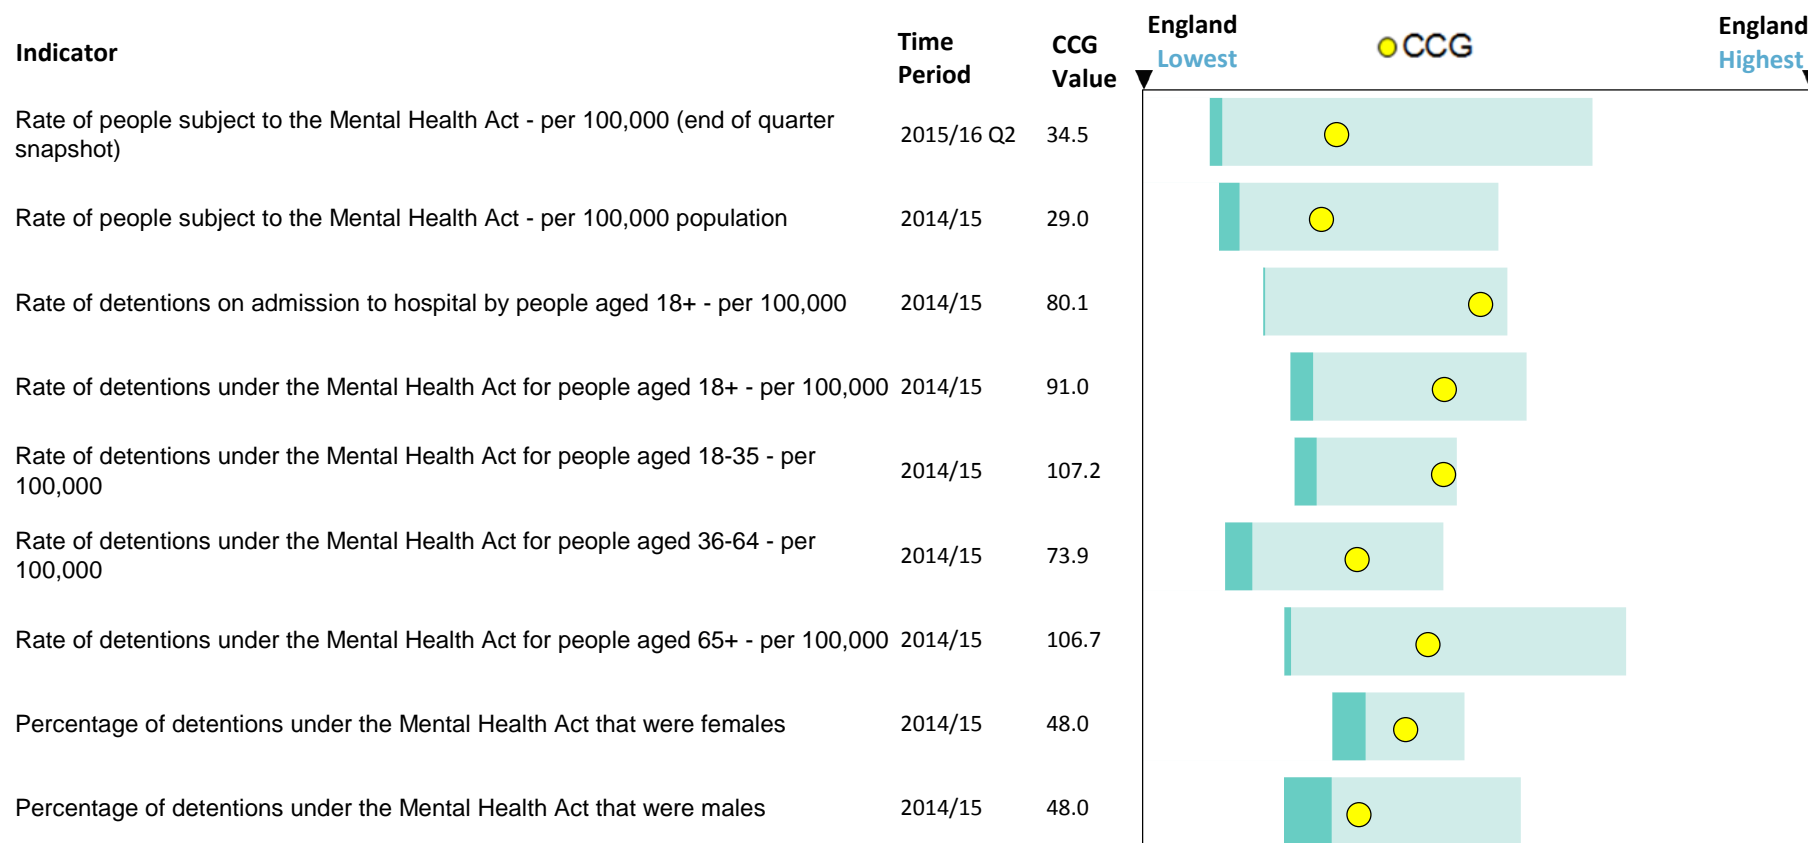 Indicator
Time Period
CCG Value
England Lowest
CCG
England Highest
Rate of people subject to the Mental Health Act - per 100,000 (end of quarter
snapshot)
2015/16 Q2
34.5
Rate of people subject to the Mental Health Act - per 100,000 population
2014/15
29.0
Rate of detentions on admission to hospital by people aged 18+ - per 100,000
2014/15
80.1
Rate of detentions under the Mental Health Act for people aged 18+ - per 100,000
2014/15
91.0
Rate of detentions under the Mental Health Act for people aged 18-35 - per
100,000
2014/15
107.2
Rate of detentions under the Mental Health Act for people aged 36-64 - per
100,000
2014/15
73.9
Rate of detentions under the Mental Health Act for people aged 65+ - per 100,000
2014/15
106.7
Percentage of detentions under the Mental Health Act that were females
2014/15
48.0
Percentage of detentions under the Mental Health Act that were males
2014/15
48.0